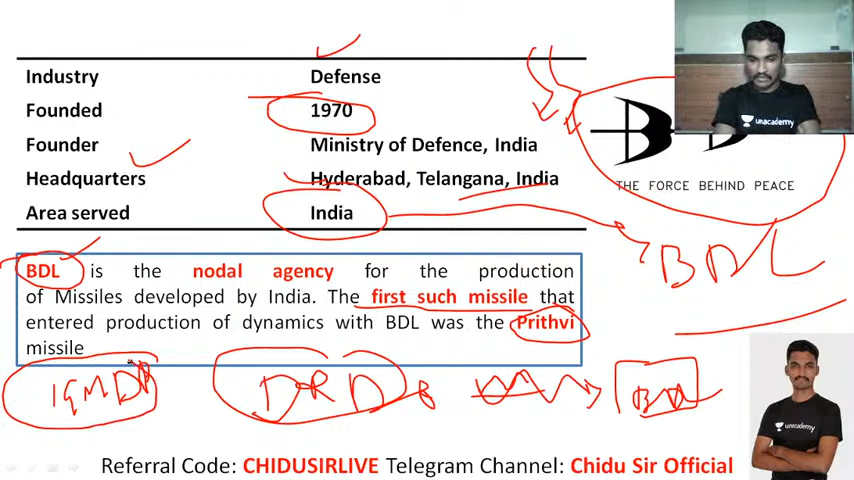 Industry Defense
Founded 1970
Founder Ministry of Defence, India
Headquarters Hyderabad, Telangana, India
Area served India
unacademy
THE FORCE BEHIND PEACE
BDL
BDL is the nodal agency for the production
of Missiles developed by India. The first such missile that
entered production of dynamics with BDL was the Prithvi
missile
IGMDP DRDO BDL
unacademy
Referral Code: CHIDUSIRLIVE Telegram Channel: Chidu Sir Official